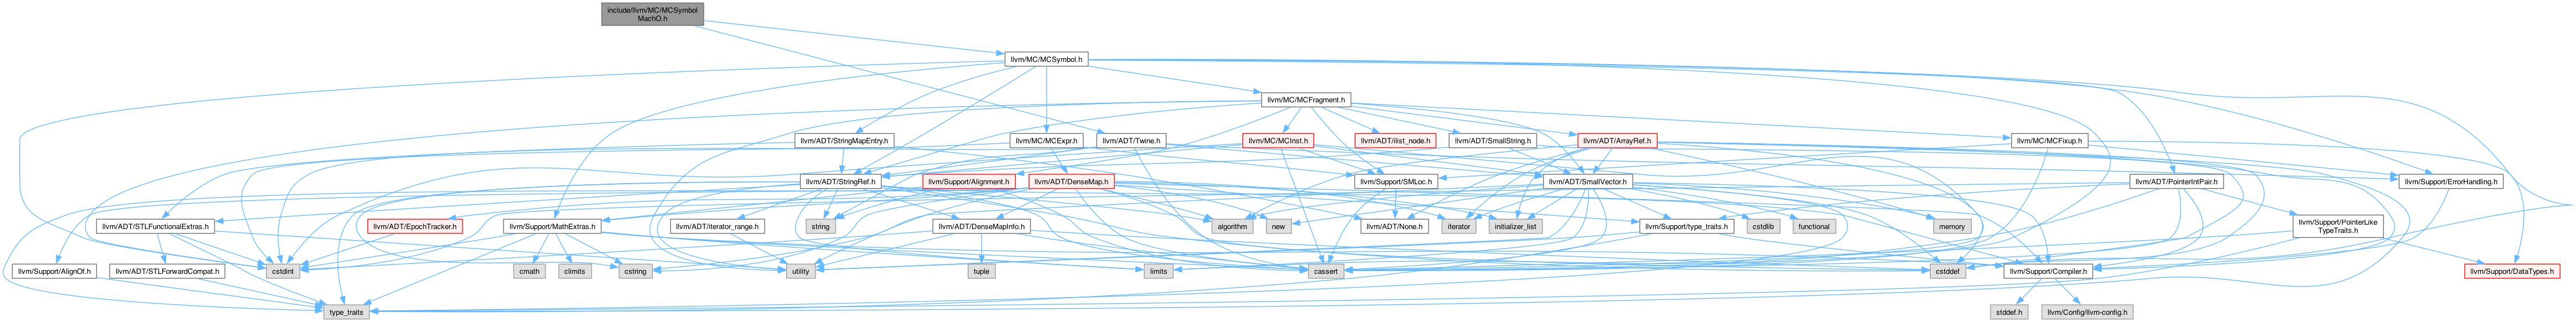 include/llvm/MC/MCSymbol
MachO.h
llvm/MC/MCSymbol.h
llvm/MC/MCFragment.h
llvm/ADT/StringMapEntry.h
llvm/MC/MCExpr.h
llvm/ADT/Twine.h
llvm/MC/MCInst.h
llvm/ADT/ilist_node.h
llvm/ADT/SmallString.h
llvm/ADT/ArrayRef.h
llvm/MC/MCFixup.h
llvm/ADT/StringRef.h
llvm/Support/Alignment.h
llvm/ADT/DenseMap.h
llvm/Support/SMLoc.h
llvm/ADT/SmallVector.h
llvm/ADT/PointerIntPair.h
llvm/Support/ErrorHandling.h
llvm/ADT/STLFunctionalExtras.h
llvm/ADT/EpochTracker.h
llvm/Support/MathExtras.h
llvm/ADT/iterator_range.h
string
llvm/ADT/DenseMapInfo.h
algorithm
new
llvm/ADT/None.h
iterator
initializer_list
llvm/Support/type_traits.h
cstdlib
functional
memory
llvm/Support/PointerLike
TypeTraits.h
llvm/Support/AlignOf.h
llvm/ADT/STLForwardCompat.h
cstdint
cmath
climits
cstring
utility
tuple
limits
cassert
cstddef
llvm/Support/Compiler.h
llvm/Support/DataTypes.h
type_traits
stddef.h
llvm/Config/llvm-config.h